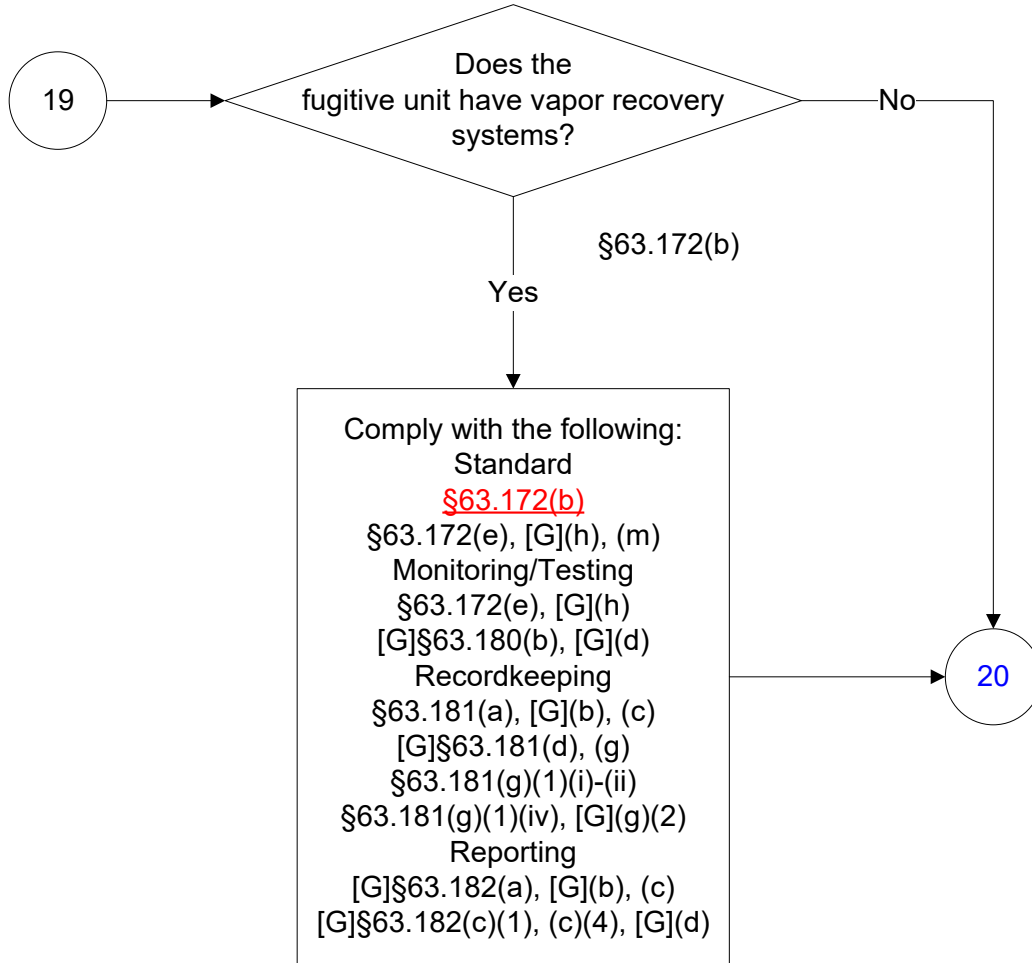 19
Does the
fugitive unit have vapor recovery
systems?
No
§63.172(b)
Yes
Comply with the following:
Standard
§63.172(b)
§63.172(e), [G](h), (m)
Monitoring/Testing
§63.172(e), [G](h)
[G]§63.180(b), [G](d)
Recordkeeping
§63.181(a), [G](b), (c)
[G]§63.181(d), (g)
§63.181(g)(1)(i)-(ii)
§63.181(g)(1)(iv), [G](g)(2)
Reporting
[G]§63.182(a), [G](b), (c)
[G]§63.182(c)(1), (c)(4), [G](d)
20